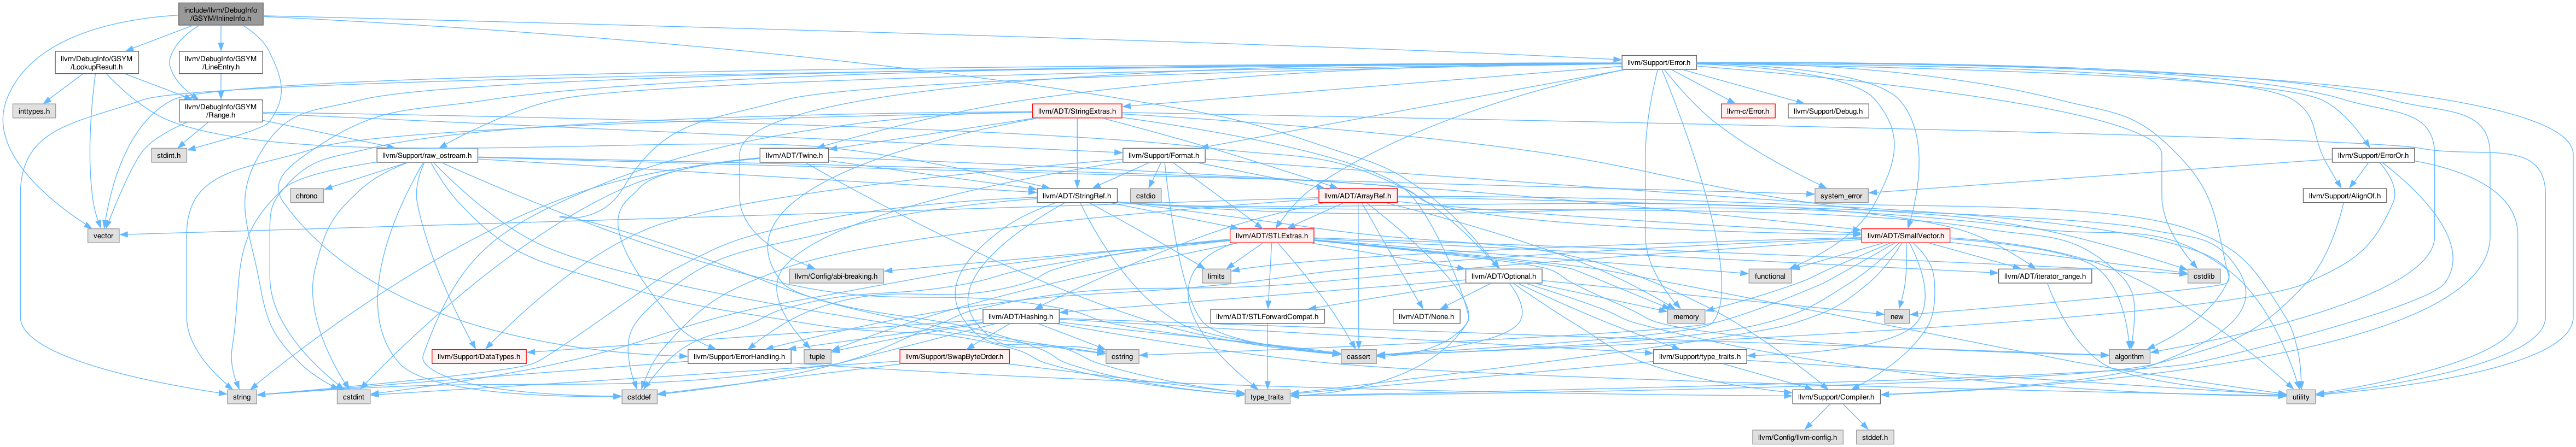 include/llvm/DebugInfo
/GSYM/InlineInfo.h
llvm/DebugInfo/GSYM
/LookupResult.h
llvm/DebugInfo/GSYM
/LineEntry.h
llvm/Support/Error.h
inttypes.h
llvm/DebugInfo/GSYM
/Range.h
llvm/ADT/StringExtras.h
llvm-c/Error.h
llvm/Support/Debug.h
stdint.h
llvm/Support/raw_ostream.h
llvm/ADT/Twine.h
llvm/Support/Format.h
llvm/Support/ErrorOr.h
chrono
llvm/ADT/StringRef.h
cstdio
llvm/ADT/ArrayRef.h
system_error
llvm/Support/AlignOf.h
vector
llvm/ADT/STLExtras.h
llvm/ADT/SmallVector.h
llvm/Config/abi-breaking.h
limits
llvm/ADT/Optional.h
functional
llvm/ADT/iterator_range.h
cstdlib
llvm/ADT/Hashing.h
llvm/ADT/STLForwardCompat.h
llvm/ADT/None.h
memory
new
llvm/Support/DataTypes.h
llvm/Support/ErrorHandling.h
tuple
llvm/Support/SwapByteOrder.h
cstring
cassert
llvm/Support/type_traits.h
algorithm
string
cstdint
cstddef
type_traits
llvm/Support/Compiler.h
utility
llvm/Config/llvm-config.h
stddef.h